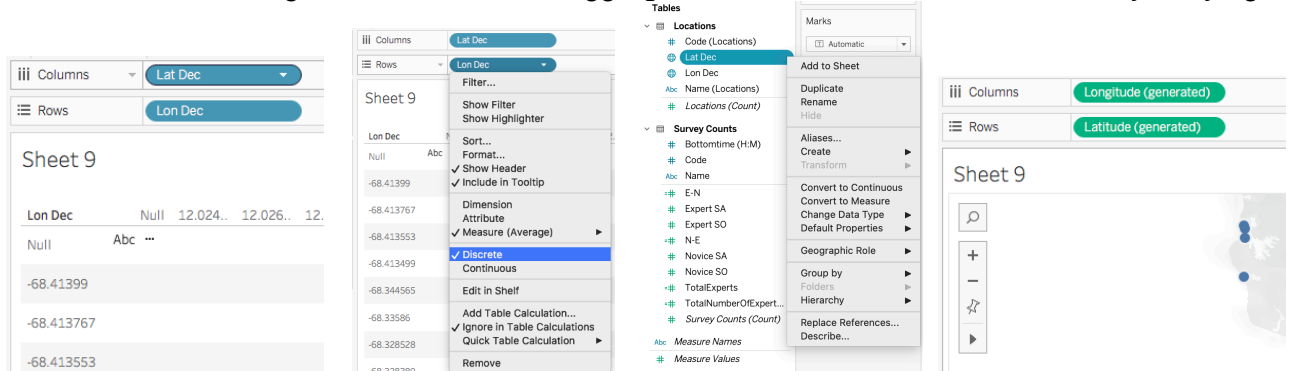 iii Columns
Lat Dec
Rows
Lon Dec
Sheet 9
Lon Dec Null 12.024.. 12.026.. 12.
Null Abc
-68.41399
-68.413767
-68.413553
iii Columns
Lat Dec
Rows
Lon Dec
Sheet 9
Lon Dec
Null Abc
-68.41399
-68.413767
-68.413553
-68.413499
-68.344565
-68.33586
-68.328528
Filter...
Show Filter
Show Highlighter
Sort...
Format...
✓ Show Header
✓ Include in Tooltip
Dimension
Attribute
✓ Measure (Average)
✓ Discrete
Continuous
Edit in Shelf
Add Table Calculation...
✓ Ignore in Table Calculations
Quick Table Calculation
Remove
Tables
Locations
# Code (Locations)
Lat Dec
Lon Dec
Abc Name (Locations)
# Locations (Count)
Survey Counts
# Bottomtime (H:M)
# Code
Abc Name
=# E-N
# Expert SA
# Expert SO
=# N-E
# Novice SA
# Novice SO
=# TotalExperts
=# TotalNumberOfExpert...
# Survey Counts (Count)
Abc Measure Names
# Measure Values
Marks
Automatic
Add to Sheet
Duplicate
Rename
Hide
Aliases...
Create
Transform
Convert to Continuous
Convert to Measure
Change Data Type
Default Properties
Geographic Role
Group by
Folders
Hierarchy
Replace References...
Describe...
iii Columns
Longitude (generated)
Rows
Latitude (generated)
Sheet 9